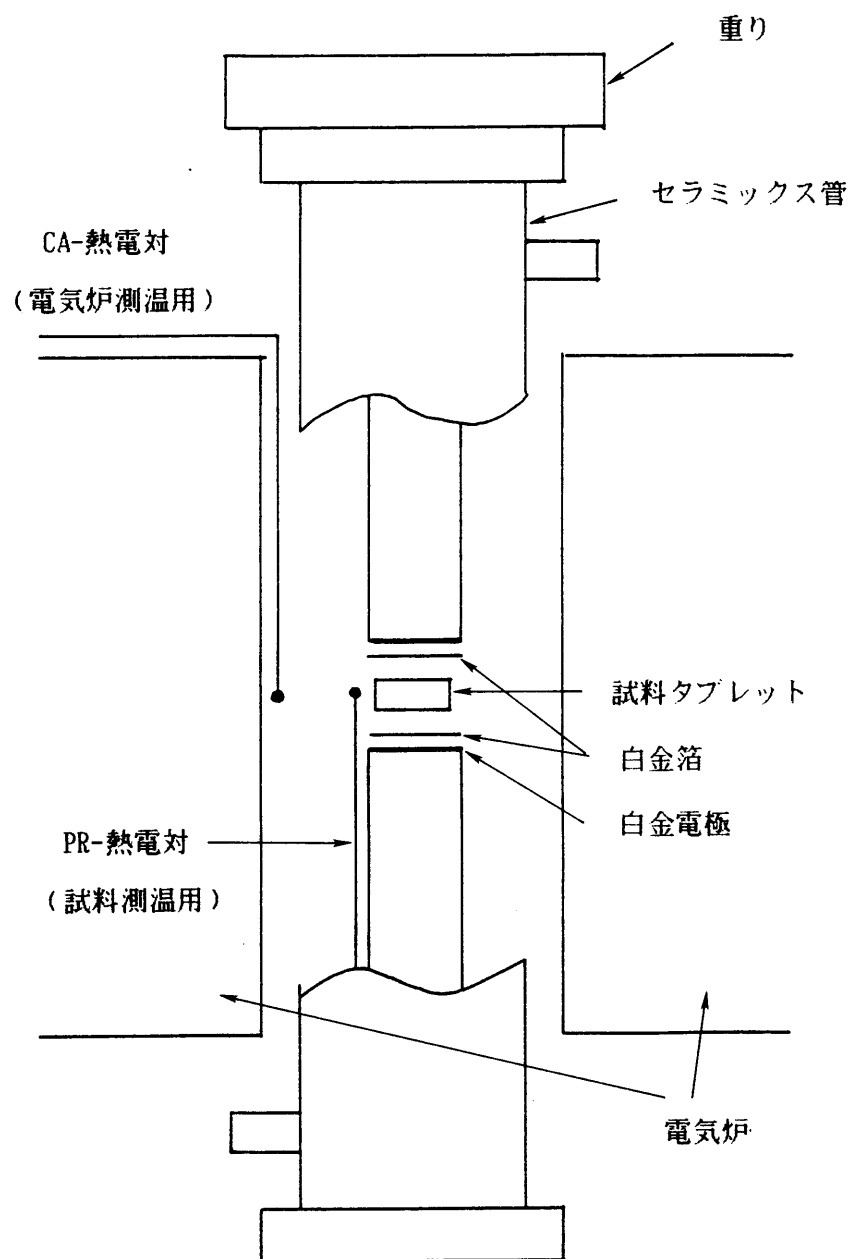 重り
セラミックス管
CA-熱電対
(電気炉測温用)
試料タブレット
白金箔
白金電極
PR-熱電対
(試料測温用)
電気炉